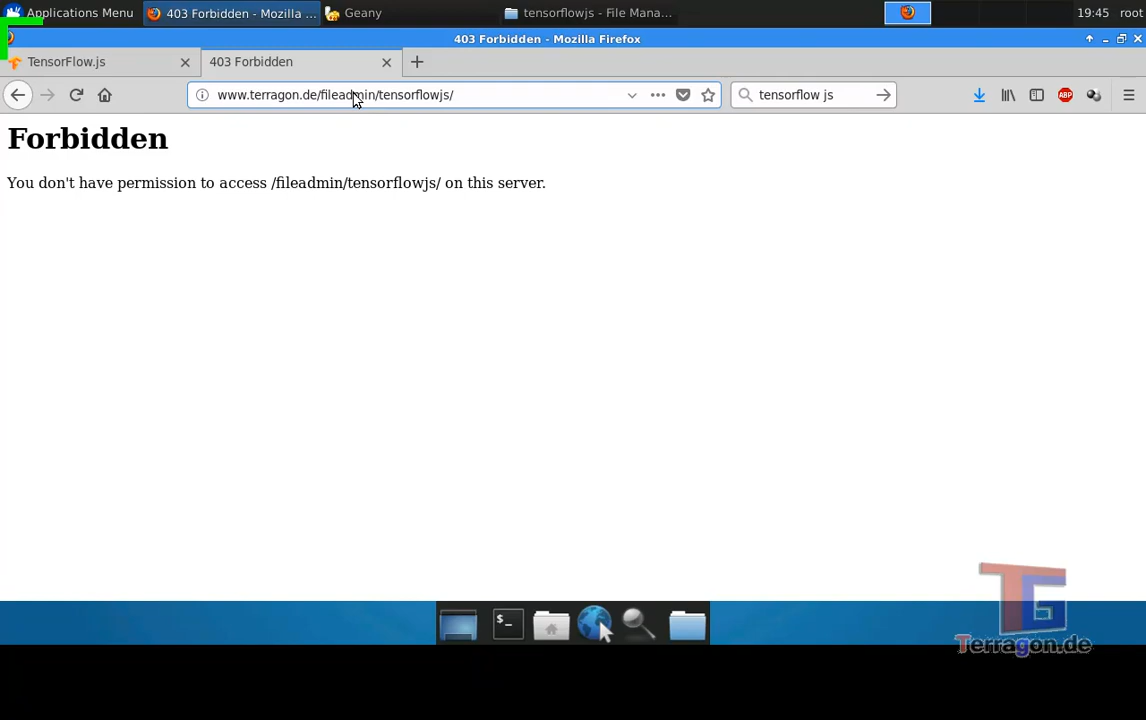 Applications Menu 403 Forbidden - Mozilla ... Geany tensorflowjs - File Mana... 19:45 root
403 Forbidden - Mozilla Firefox
TensorFlow.js 403 Forbidden
www.terragon.de/fileadmin/tensorflowjs/ tensorflow js ABP
Forbidden
You don't have permission to access /fileadmin/tensorflowjs/ on this server.
$_
TG
Terragon.de